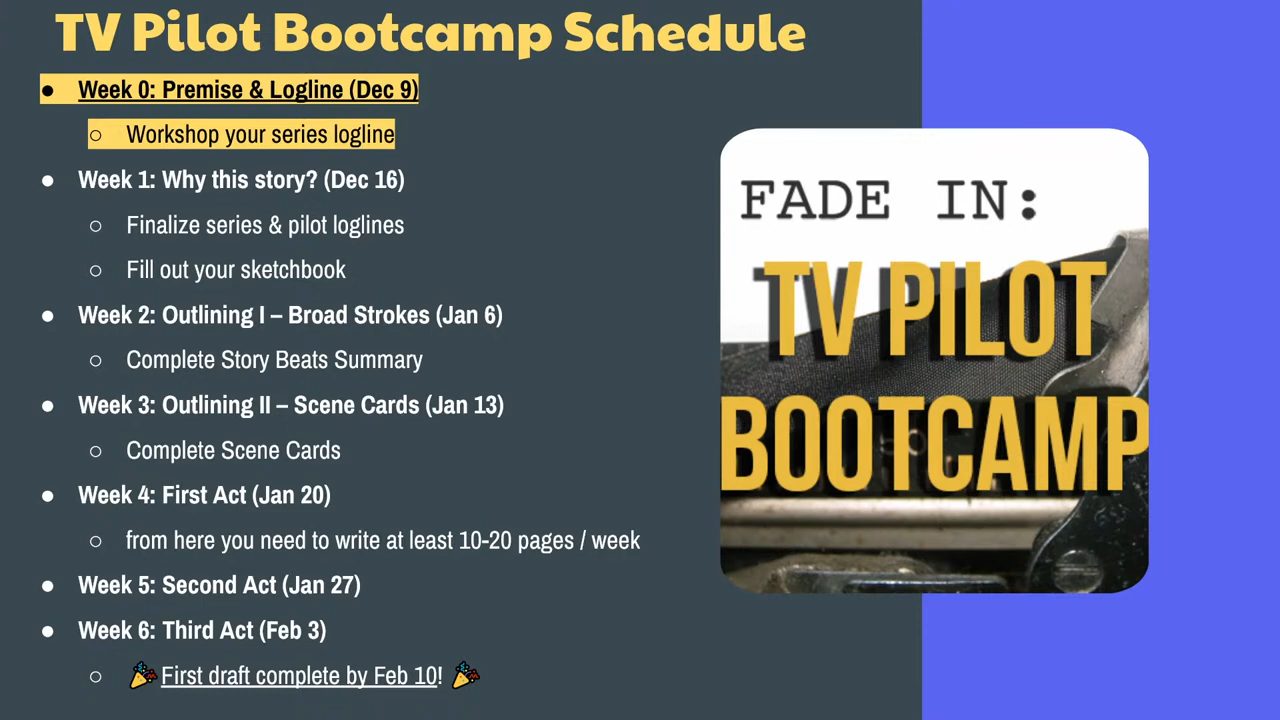 TV Pilot Bootcamp Schedule
● Week 0: Premise & Logline (Dec 9)
○ Workshop your series logline
● Week 1: Why this story? (Dec 16)
○ Finalize series & pilot loglines
○ Fill out your sketchbook
● Week 2: Outlining I – Broad Strokes (Jan 6)
○ Complete Story Beats Summary
● Week 3: Outlining II – Scene Cards (Jan 13)
○ Complete Scene Cards
● Week 4: First Act (Jan 20)
○ from here you need to write at least 10-20 pages / week
● Week 5: Second Act (Jan 27)
● Week 6: Third Act (Feb 3)
○ 🎉 First draft complete by Feb 10! 🎉
FADE IN:
TV PILOT
BOOTCAMP